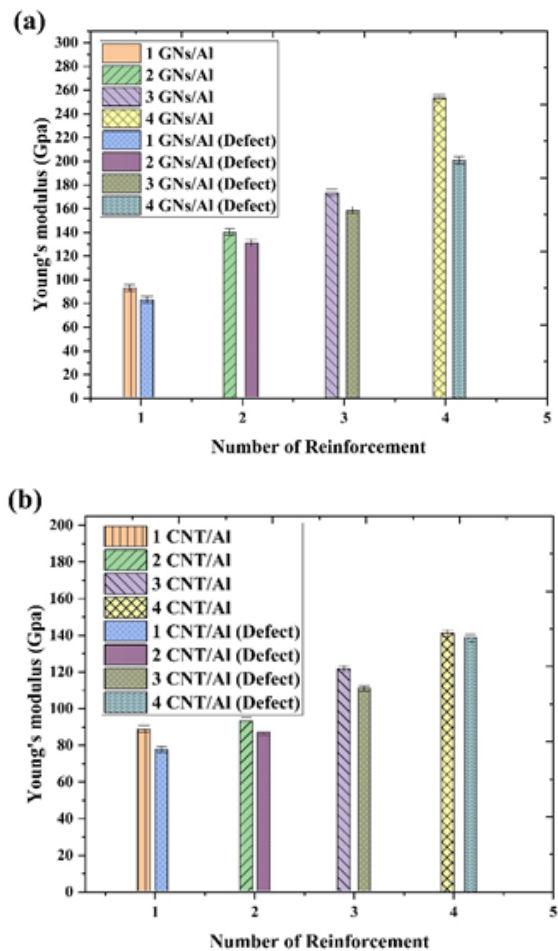 (a)
300
280
260
240
220
200
180
160
140
120
100
80
60
40
20
0
Young's modulus (Gpa)
1 GNs/Al
2 GNs/Al
3 GNs/Al
4 GNs/Al
1 GNs/Al (Defect)
2 GNs/Al (Defect)
3 GNs/Al (Defect)
4 GNs/Al (Defect)
1 2 3 4 5
Number of Reinforcement
(b)
200
180
160
140
120
100
80
60
40
20
0
Young's modulus (Gpa)
1 CNT/Al
2 CNT/Al
3 CNT/Al
4 CNT/Al
1 CNT/Al (Defect)
2 CNT/Al (Defect)
3 CNT/Al (Defect)
4 CNT/Al (Defect)
1 2 3 4 5
Number of Reinforcement